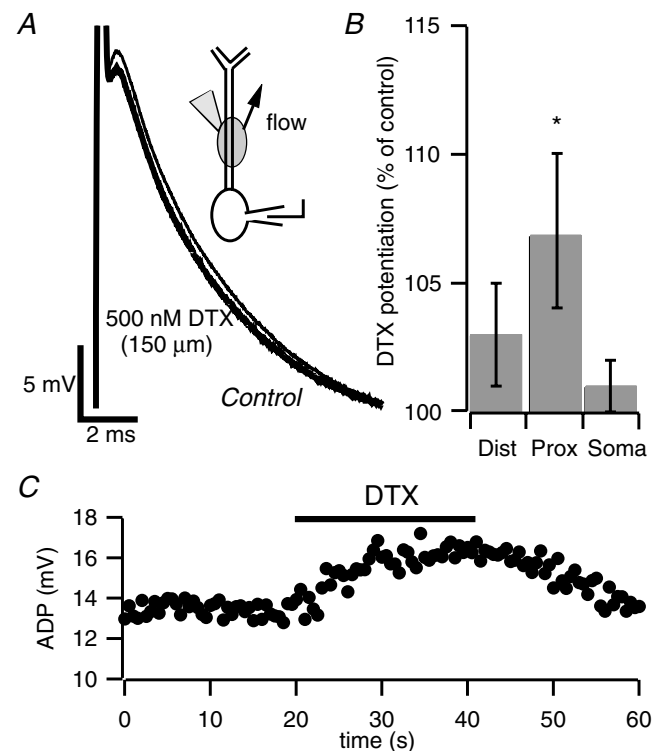 A
flow
500 nM DTX
(150 μm)
5 mV
Control
2 ms
B
DTX potentiation (% of control)
115
110
105
100
*
Dist Prox Soma
C
DTX
ADP (mV)
18
16
14
12
10
0 10 20 30 40 50 60
time (s)